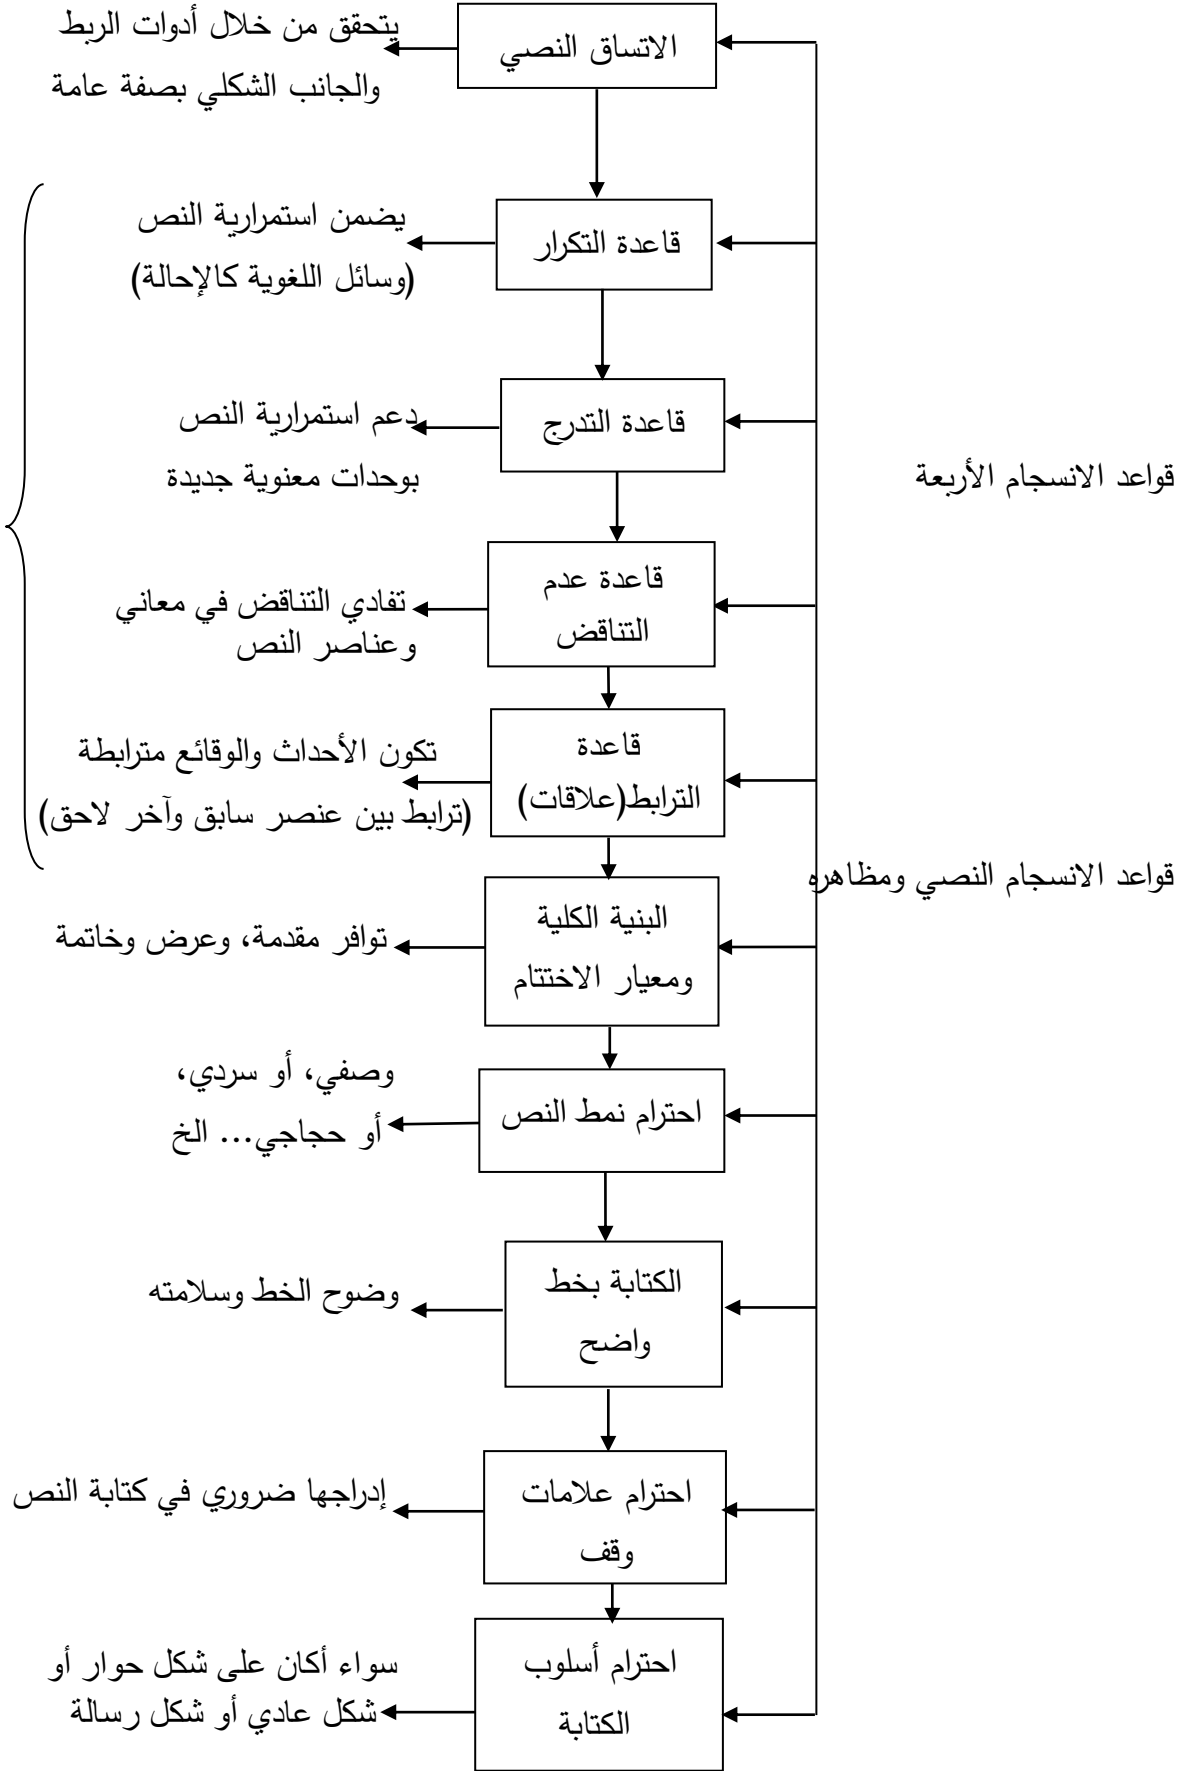 الاتساق النصي
يتحقق من خلال أدوات الربط
والجانب الشكلي بصفة عامة
قاعدة التكرار
يضمن استمرارية النص
(وسائل اللغوية كالإحالة)
قاعدة التدرج
دعم استمرارية النص
بوحدات معنوية جديدة
قواعد الانسجام الأربعة
قاعدة عدم
التناقض
تفادي التناقض في معاني
وعناصر النص
قاعدة
الترابط(علاقات)
تكون الأحداث والوقائع مترابطة
(ترابط بين عنصر سابق وآخر لاحق)
قواعد الانسجام النصي ومظاهره
البنية الكلية
ومعيار الاختتام
توافر مقدمة، وعرض وخاتمة
احترام نمط النص
وصفي، أو سردي،
أو حجاجي... الخ
الكتابة بخط
واضح
وضوح الخط وسلامته
احترام علامات
وقف
إدراجها ضروري في كتابة النص
احترام أسلوب
الكتابة
سواء أكان على شكل حوار أو
شكل عادي أو شكل رسالة